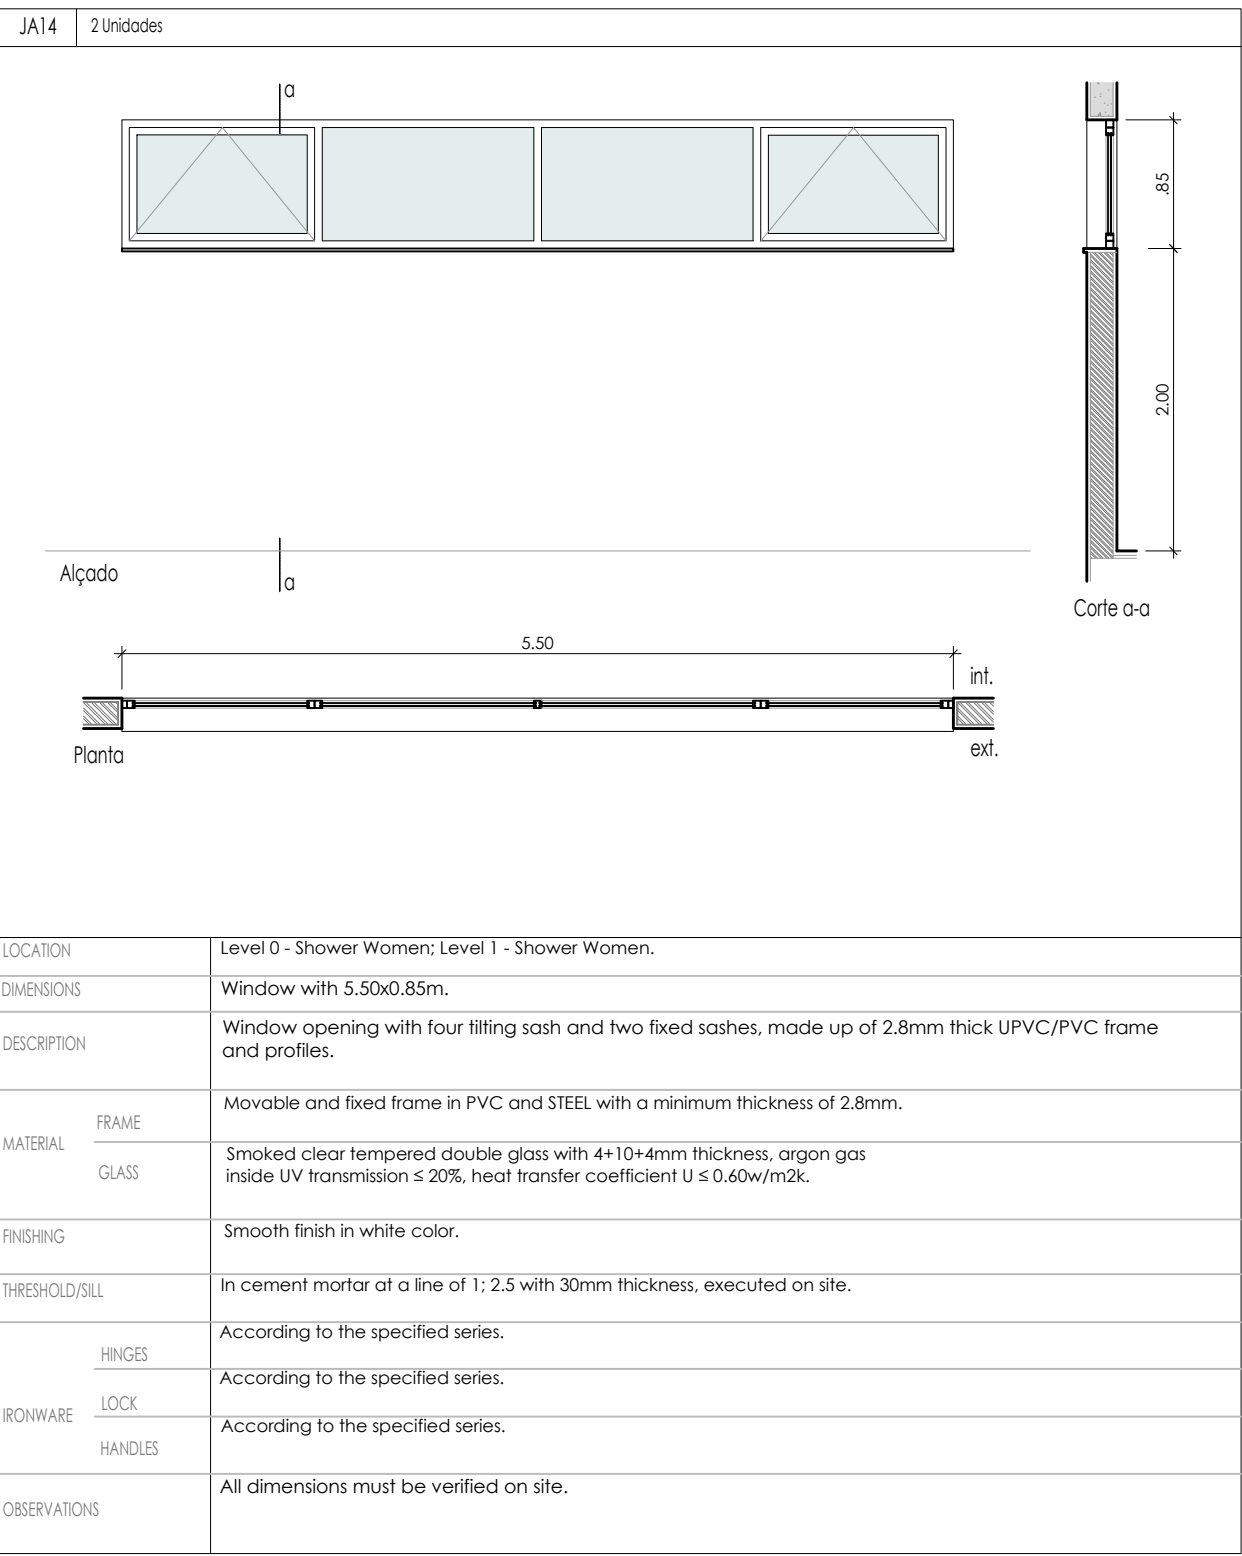 JA14
2 Unidades
a
.85
2.00
Alçado
a
Corte a-a
5.50
int.
Planta
ext.
LOCATION
Level 0 - Shower Women; Level 1 - Shower Women.
DIMENSIONS
Window with 5.50x0.85m.
DESCRIPTION
Window opening with four tilting sash and two fixed sashes, made up of 2.8mm thick UPVC/PVC frame
and profiles.
MATERIAL
FRAME
Movable and fixed frame in PVC and STEEL with a minimum thickness of 2.8mm.
GLASS
Smoked clear tempered double glass with 4+10+4mm thickness, argon gas
inside UV transmission ≤ 20%, heat transfer coefficient U ≤ 0.60w/m2k.
FINISHING
Smooth finish in white color.
THRESHOLD/SILL
In cement mortar at a line of 1; 2.5 with 30mm thickness, executed on site.
IRONWARE
HINGES
According to the specified series.
LOCK
According to the specified series.
HANDLES
According to the specified series.
OBSERVATIONS
All dimensions must be verified on site.